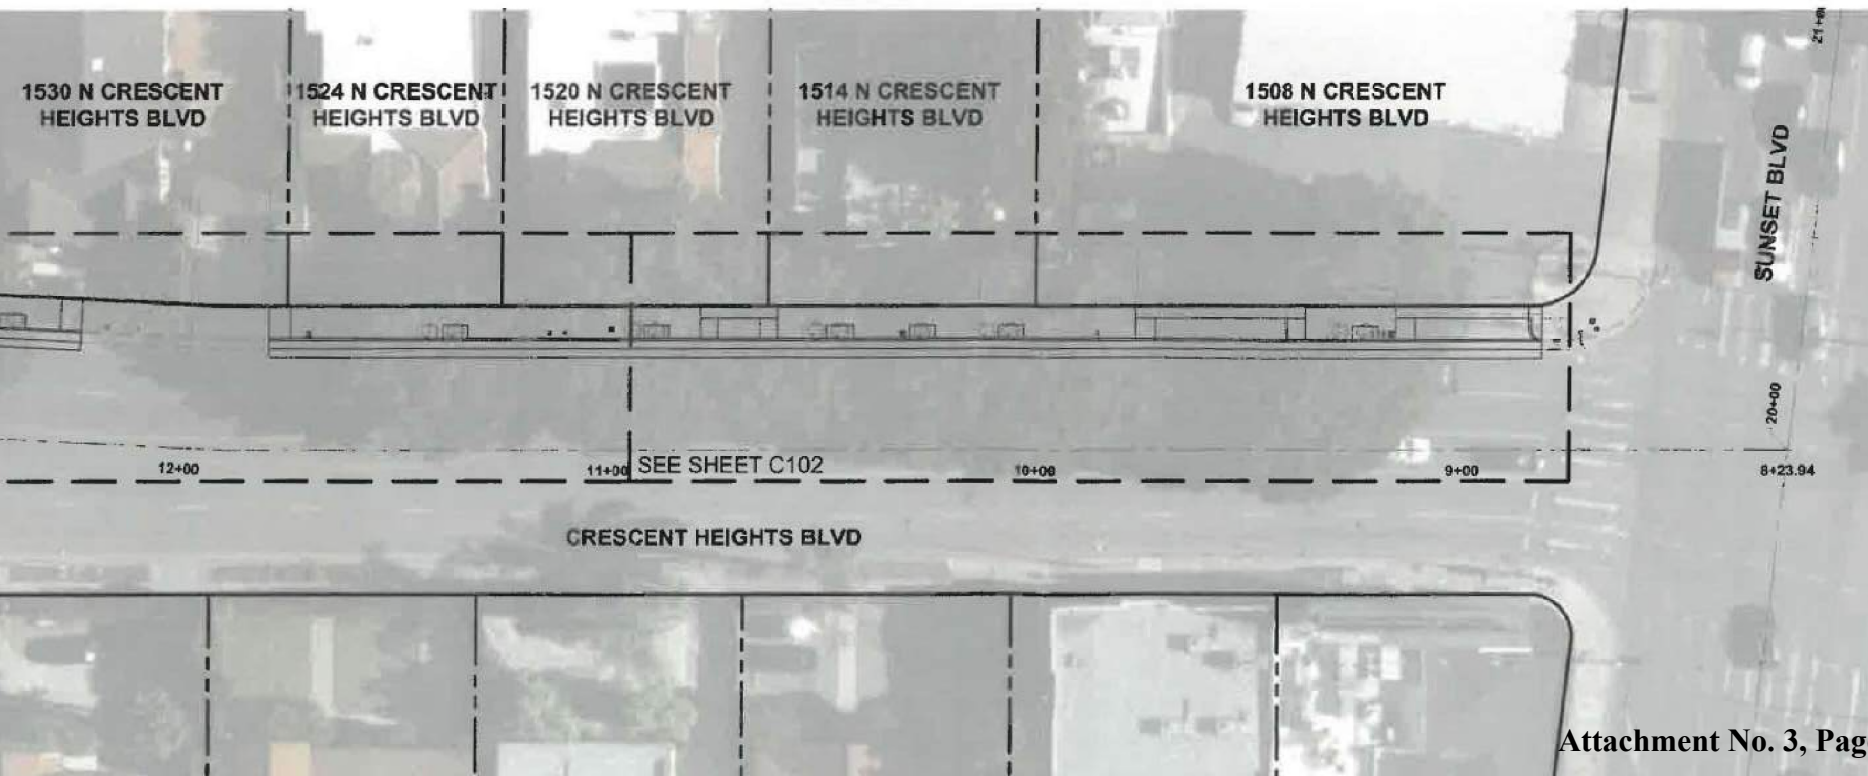 1530 N CRESCENT
HEIGHTS BLVD
1524 N CRESCENT
HEIGHTS BLVD
1520 N CRESCENT
HEIGHTS BLVD
1514 N CRESCENT
HEIGHTS BLVD
1508 N CRESCENT
HEIGHTS BLVD
21+00
SUNSET BLVD
20+00
12+00
11+00
SEE SHEET C102
10+00
9+00
8+23.94
CRESCENT HEIGHTS BLVD
Attachment No. 3, Pag